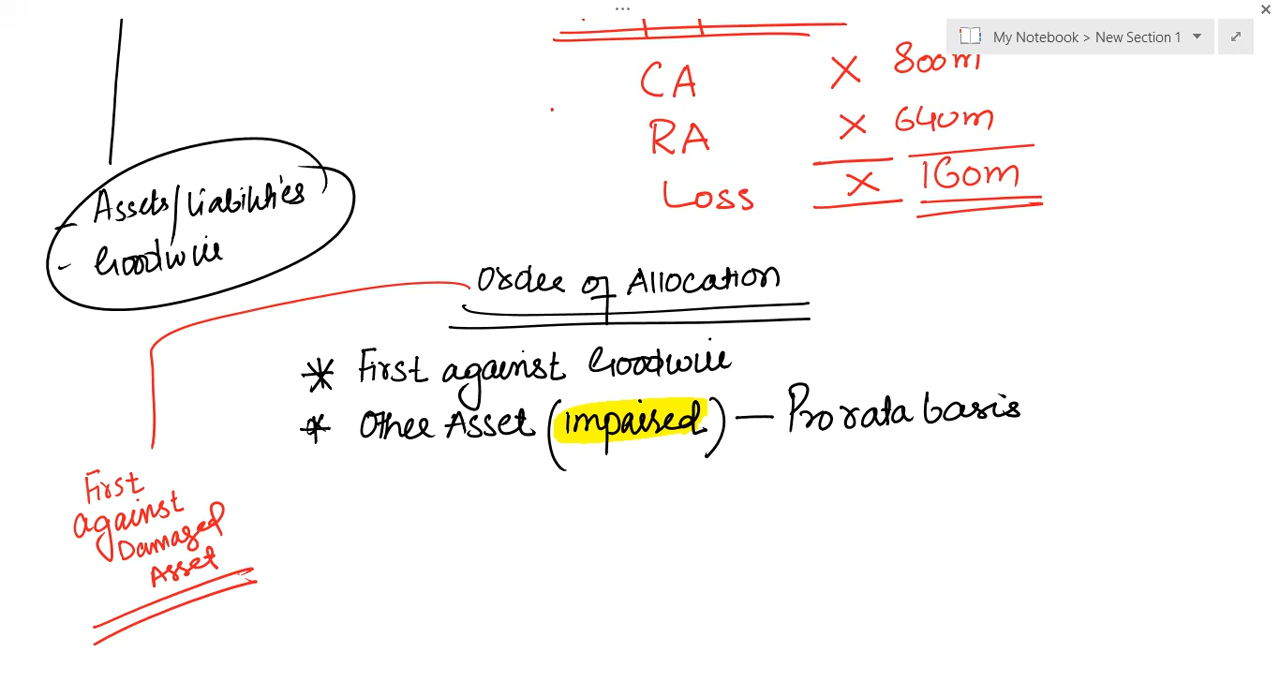 My Notebook > New Section 1
CA X 800m
RA X 640m
Loss X 160m
- Assets/Liabilities
- Goodwill
Order of Allocation
* First against Goodwill
* Other Asset (impaired) — Prorata basis
First
against
Damaged
Asset